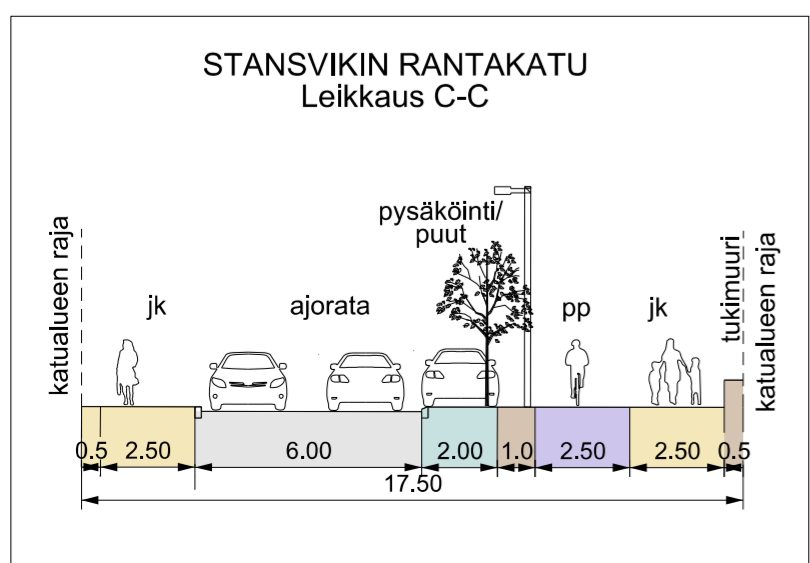 STANSVIKIN RANTAKATU
Leikkaus C-C
katualueen raja
jk
ajorata
pysäköinti/
puut
pp
jk
tukimuuri
katualueen raja
0.5 2.50 6.00 2.00 1.0 2.50 2.50 0.5
17.50